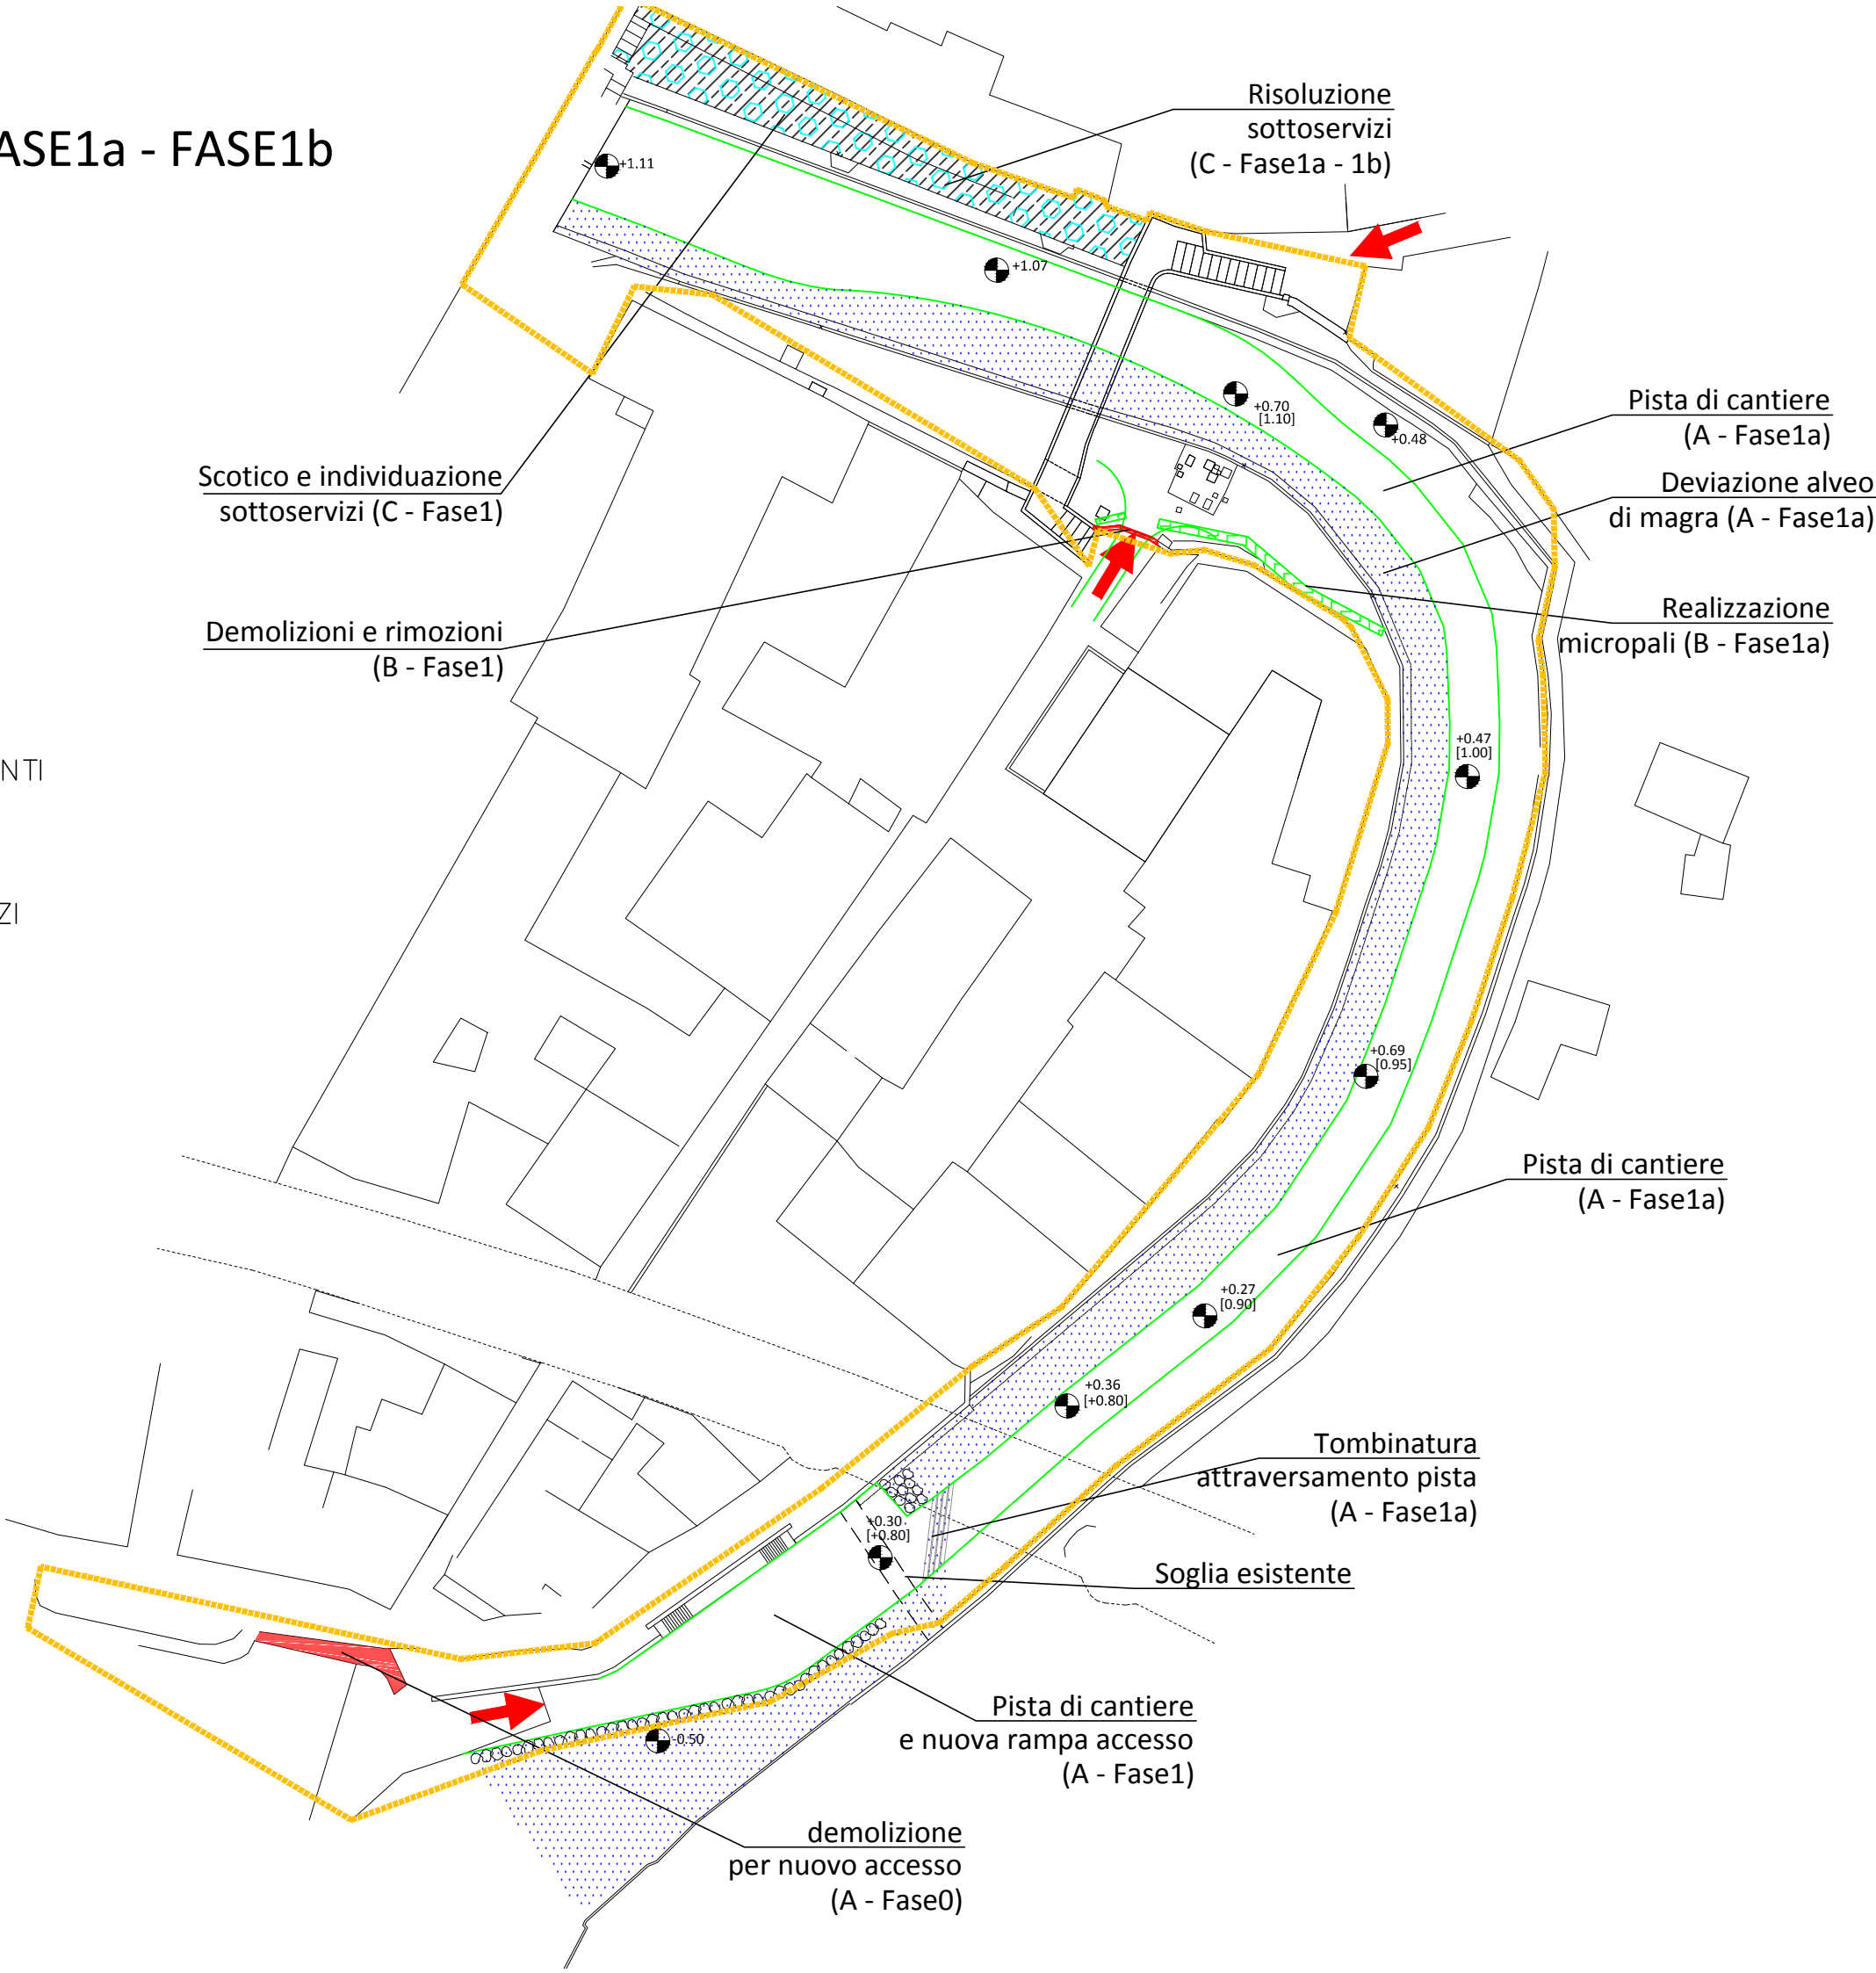 ASE1a - FASE1b
Risoluzione
sottoservizi
(C - Fase1a - 1b)
+1.11
+1.07
+0.70
[1.10]
+0.48
Pista di cantiere
(A - Fase1a)
Deviazione alveo
di magra (A - Fase1a)
Scotico e individuazione
sottoservizi (C - Fase1)
Realizzazione
micropali (B - Fase1a)
Demolizioni e rimozioni
(B - Fase1)
NTI
+0.47
[1.00]
ZI
+0.69
[0.95]
Pista di cantiere
(A - Fase1a)
+0.27
[0.90]
+0.36
[+0.80]
Tombinatura
attraversamento pista
(A - Fase1a)
+0.30
[+0.80]
Soglia esistente
Pista di cantiere
e nuova rampa accesso
(A - Fase1)
-0.50
demolizione
per nuovo accesso
(A - Fase0)